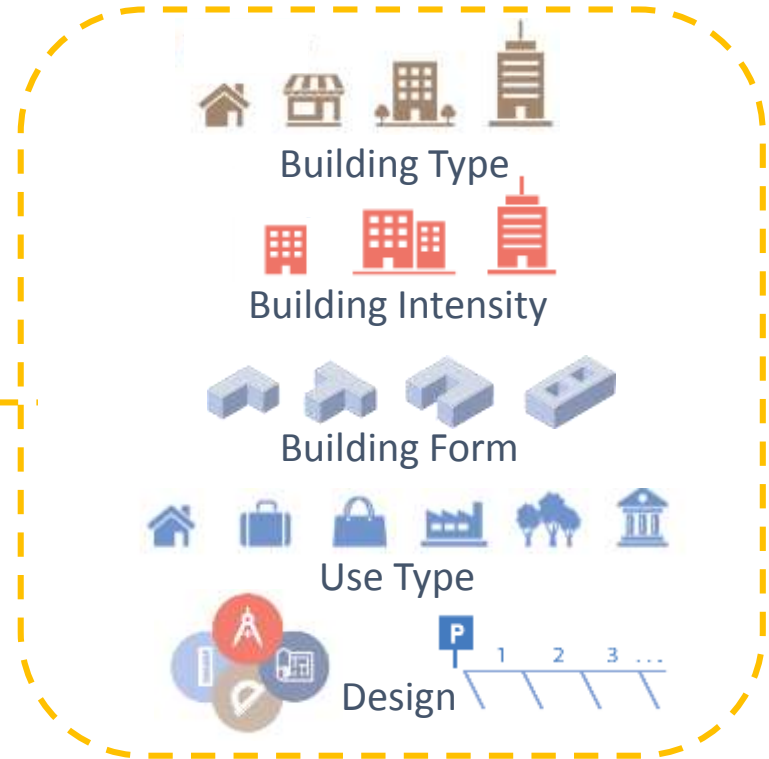 Building Type
Building Intensity
Building Form
Use Type
P
1 2 3 ...
Design